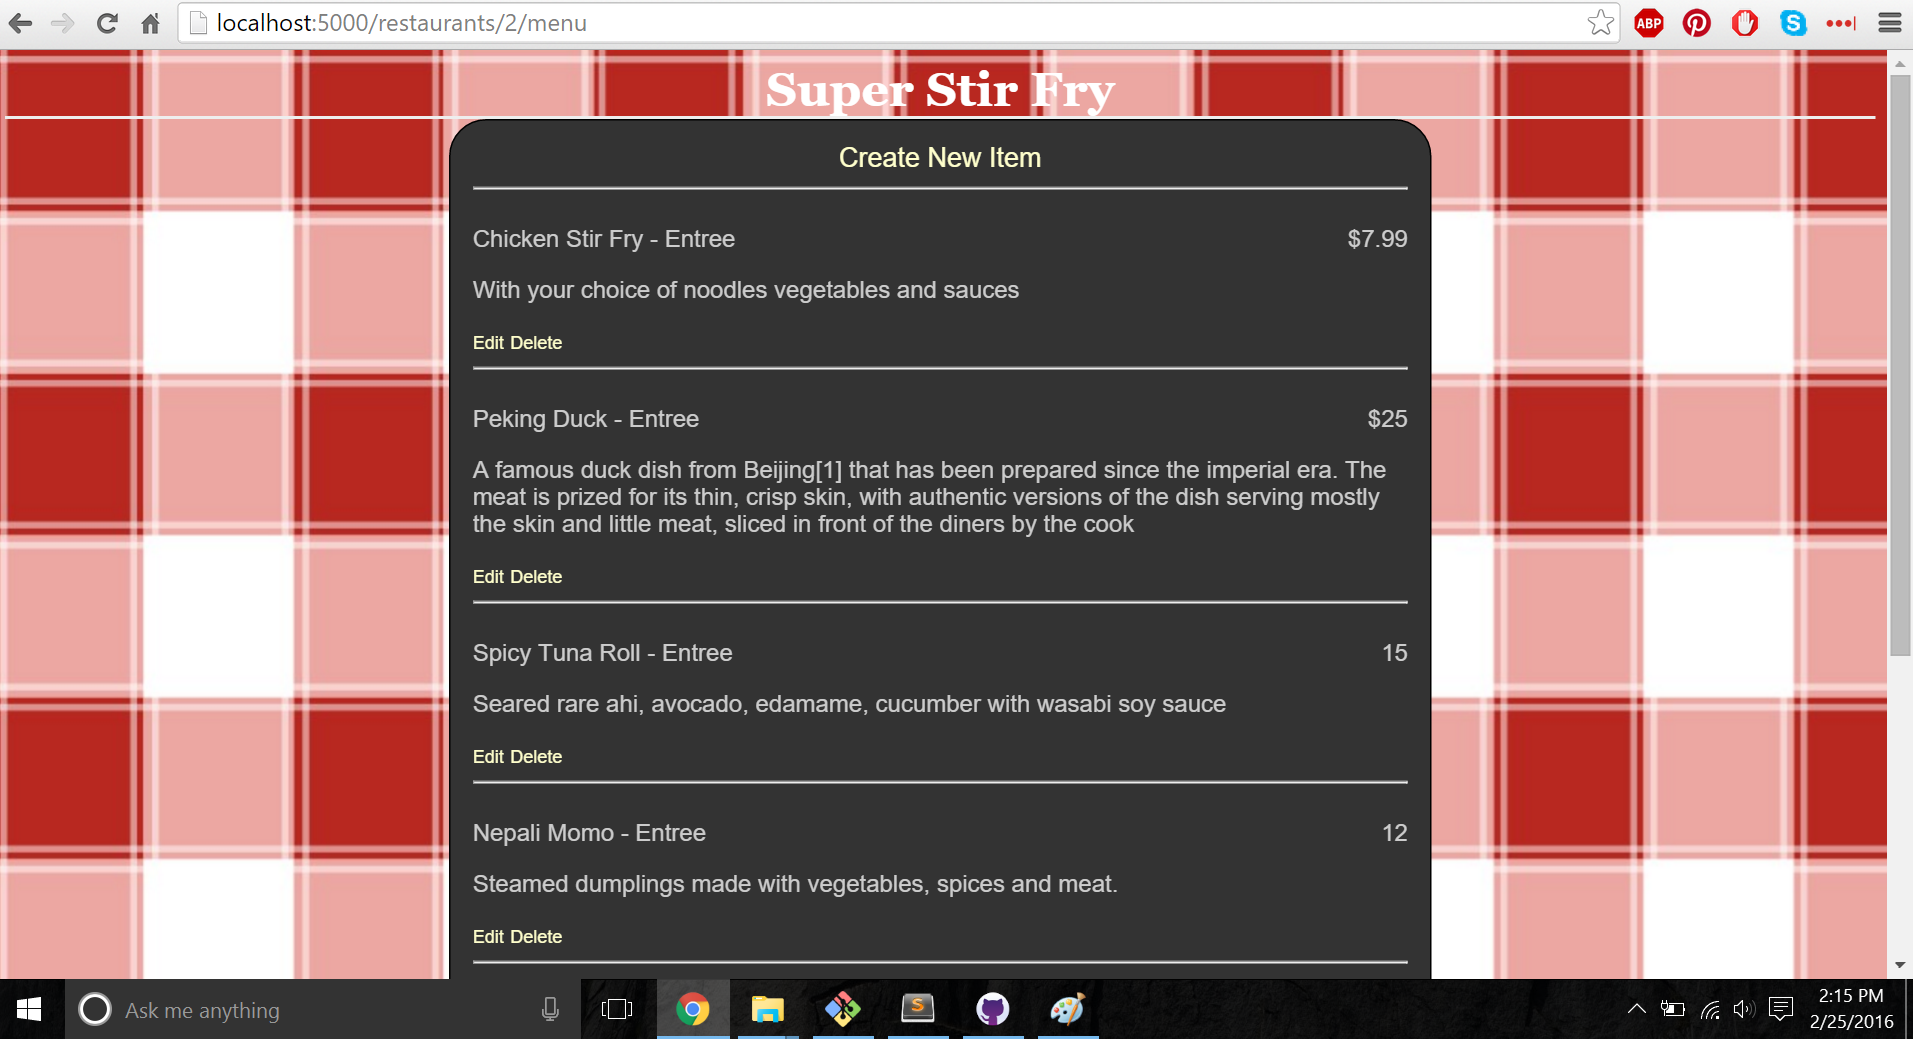 localhost:5000/restaurants/2/menu
ABP
Super Stir Fry
Create New Item
Chicken Stir Fry - Entree $7.99
With your choice of noodles vegetables and sauces
Edit Delete
Peking Duck - Entree $25
A famous duck dish from Beijing[1] that has been prepared since the imperial era. The
meat is prized for its thin, crisp skin, with authentic versions of the dish serving mostly
the skin and little meat, sliced in front of the diners by the cook
Edit Delete
Spicy Tuna Roll - Entree 15
Seared rare ahi, avocado, edamame, cucumber with wasabi soy sauce
Edit Delete
Nepali Momo - Entree 12
Steamed dumplings made with vegetables, spices and meat.
Edit Delete
Ask me anything
2:15 PM
2/25/2016